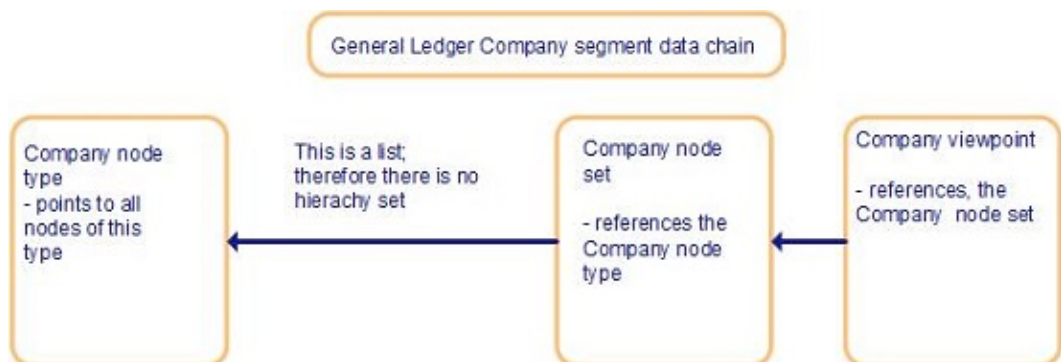 General Ledger Company segment data chain
Company node
type
- points to all
nodes of this
type
This is a list;
therefore there is no
hierachy set
Company node
set
- references the
Company node
type
Company viewpoint
- references, the
Company node set